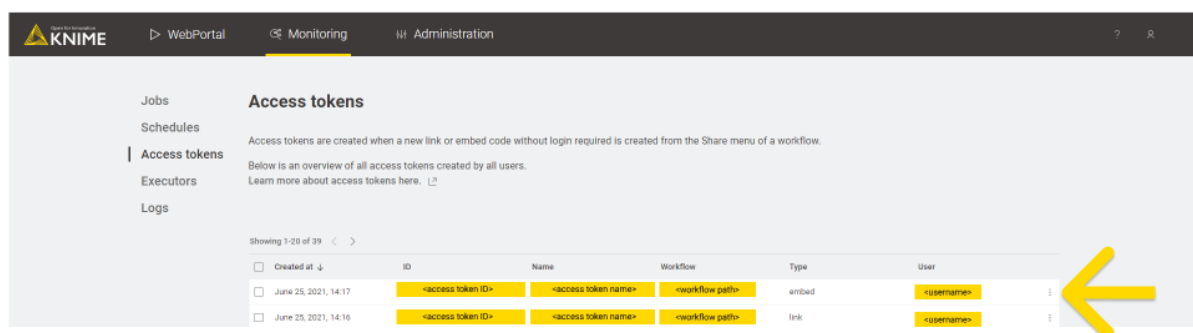 Open for Innovation
KNIME
WebPortal
Monitoring
Administration
?
Jobs
Schedules
Access tokens
Executors
Logs
Access tokens
Access tokens are created when a new link or embed code without login required is created from the Share menu of a workflow.
Below is an overview of all access tokens created by all users.
Learn more about access tokens here.
Showing 1-20 of 39 < >
Created at ↓ ID Name Workflow Type User
June 25, 2021, 14:17 <access token ID> <access token name> <workflow path> embed <username>
June 25, 2021, 14:16 <access token ID> <access token name> <workflow path> link <username>